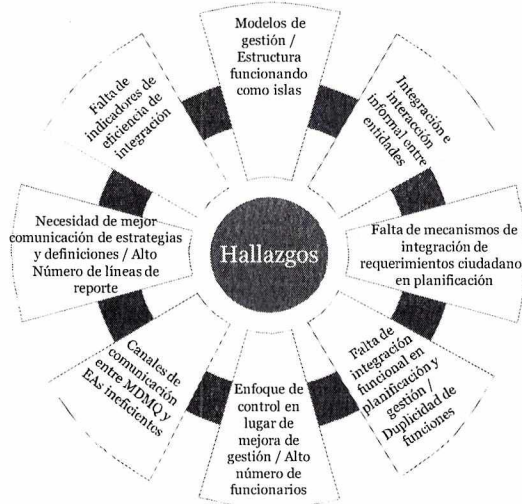 Modelos de
gestión /
Estructura
funcionando
como islas
Integración e
interacción
informal entre
entidades
Falta de mecanismos de
integración de
requerimientos ciudadano
en planificación
Falta de
integración
funcional en
planificación y
gestión /
Duplicidad de
funciones
Enfoque de
control en
lugar de
mejora de
gestión / Alto
número de
funcionarios
Canales de
comunicación
entre MDMQ y
EAs ineficientes
Necesidad de mejor
comunicación de estrategias
y definiciones / Alto
Número de líneas de
reporte
Falta de
indicadores de
eficiencia de
integración
Hallazgos